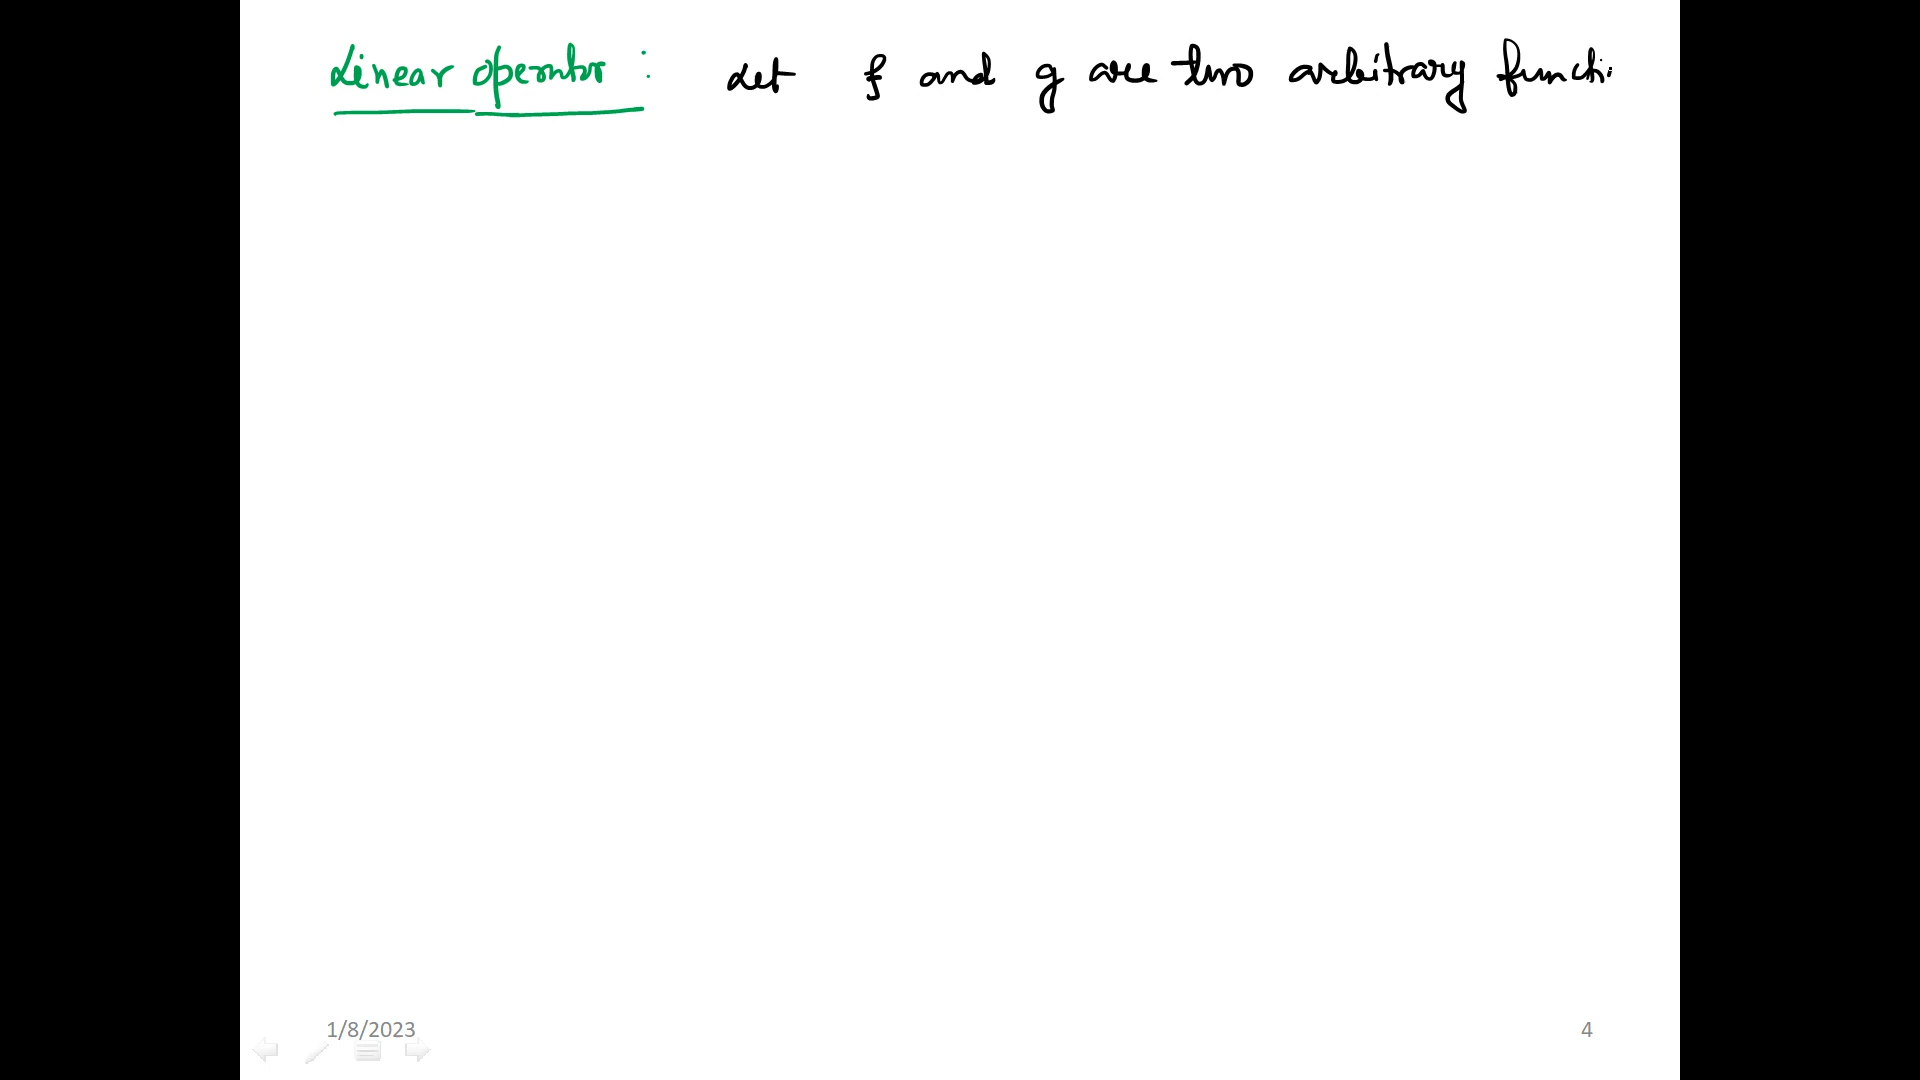 Linear operator : Let f and g are two arbitrary functi
1/8/2023
4